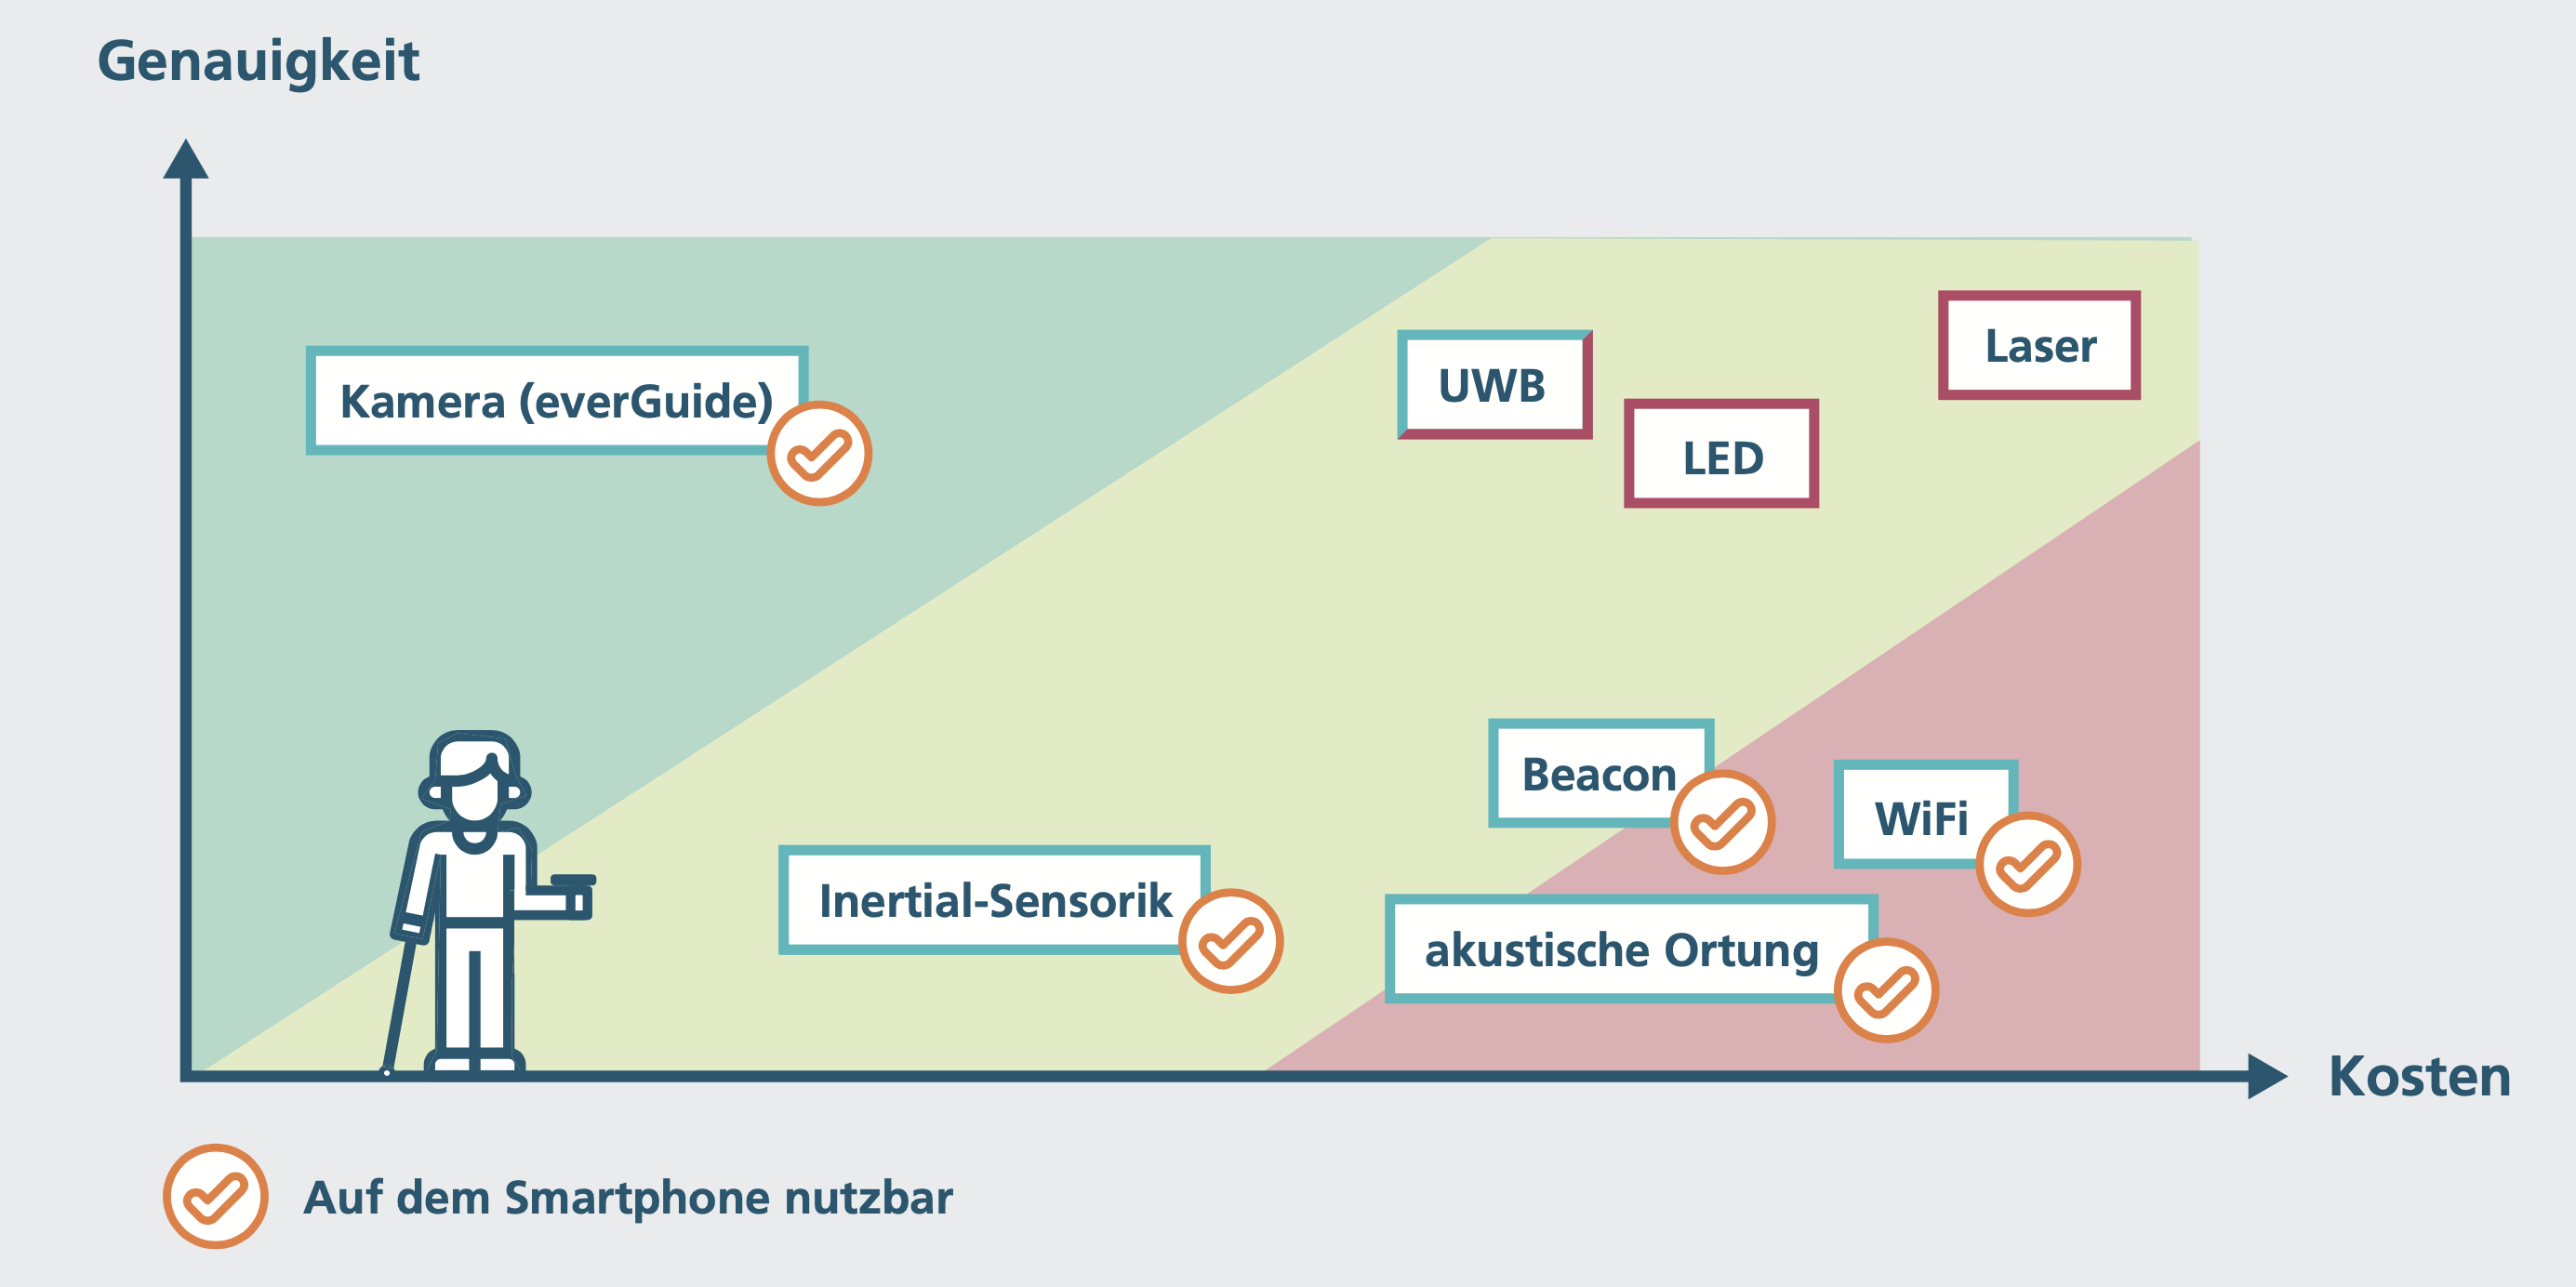 Genauigkeit
Kamera (everGuide)
UWB
Laser
LED
Beacon
WiFi
Inertial-Sensorik
akustische Ortung
Kosten
Auf dem Smartphone nutzbar